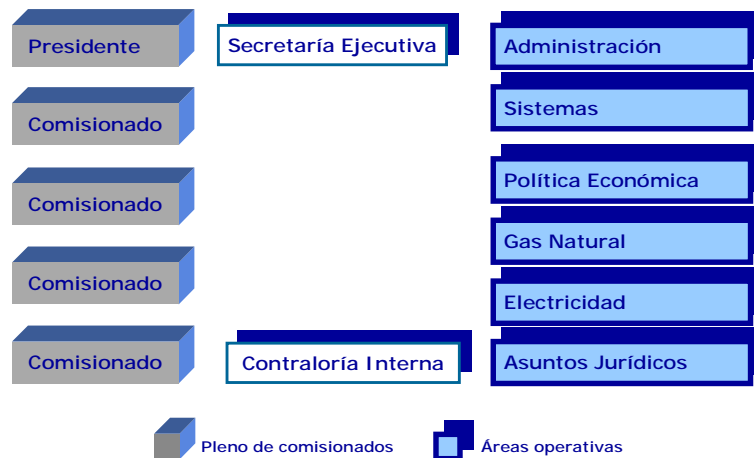 Presidente
Secretaría Ejecutiva
Administración
Comisionado
Sistemas
Comisionado
Política Económica
Gas Natural
Comisionado
Electricidad
Comisionado
Contraloría Interna
Asuntos Jurídicos
Pleno de comisionados
Áreas operativas